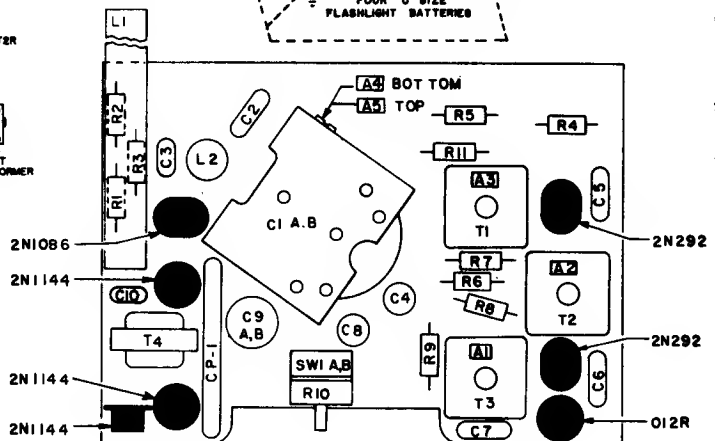 L1
FOUR "D" SIZE
FLASHLIGHT BATTERIES
A4 BOTTOM
A5 TOP
R2
C2
R5
R4
C3
R3
L2
R11
R1
A3
C5
C1 A.B
T1
2N1086
2N292
R7
A2
2N1144
R6
C10
C4
R8
T2
C9
A,B
C8
T4
CP-1
2N292
R9
A1
SW1 A,B
C6
2N1144
R10
T3
2N1144
C7
012R